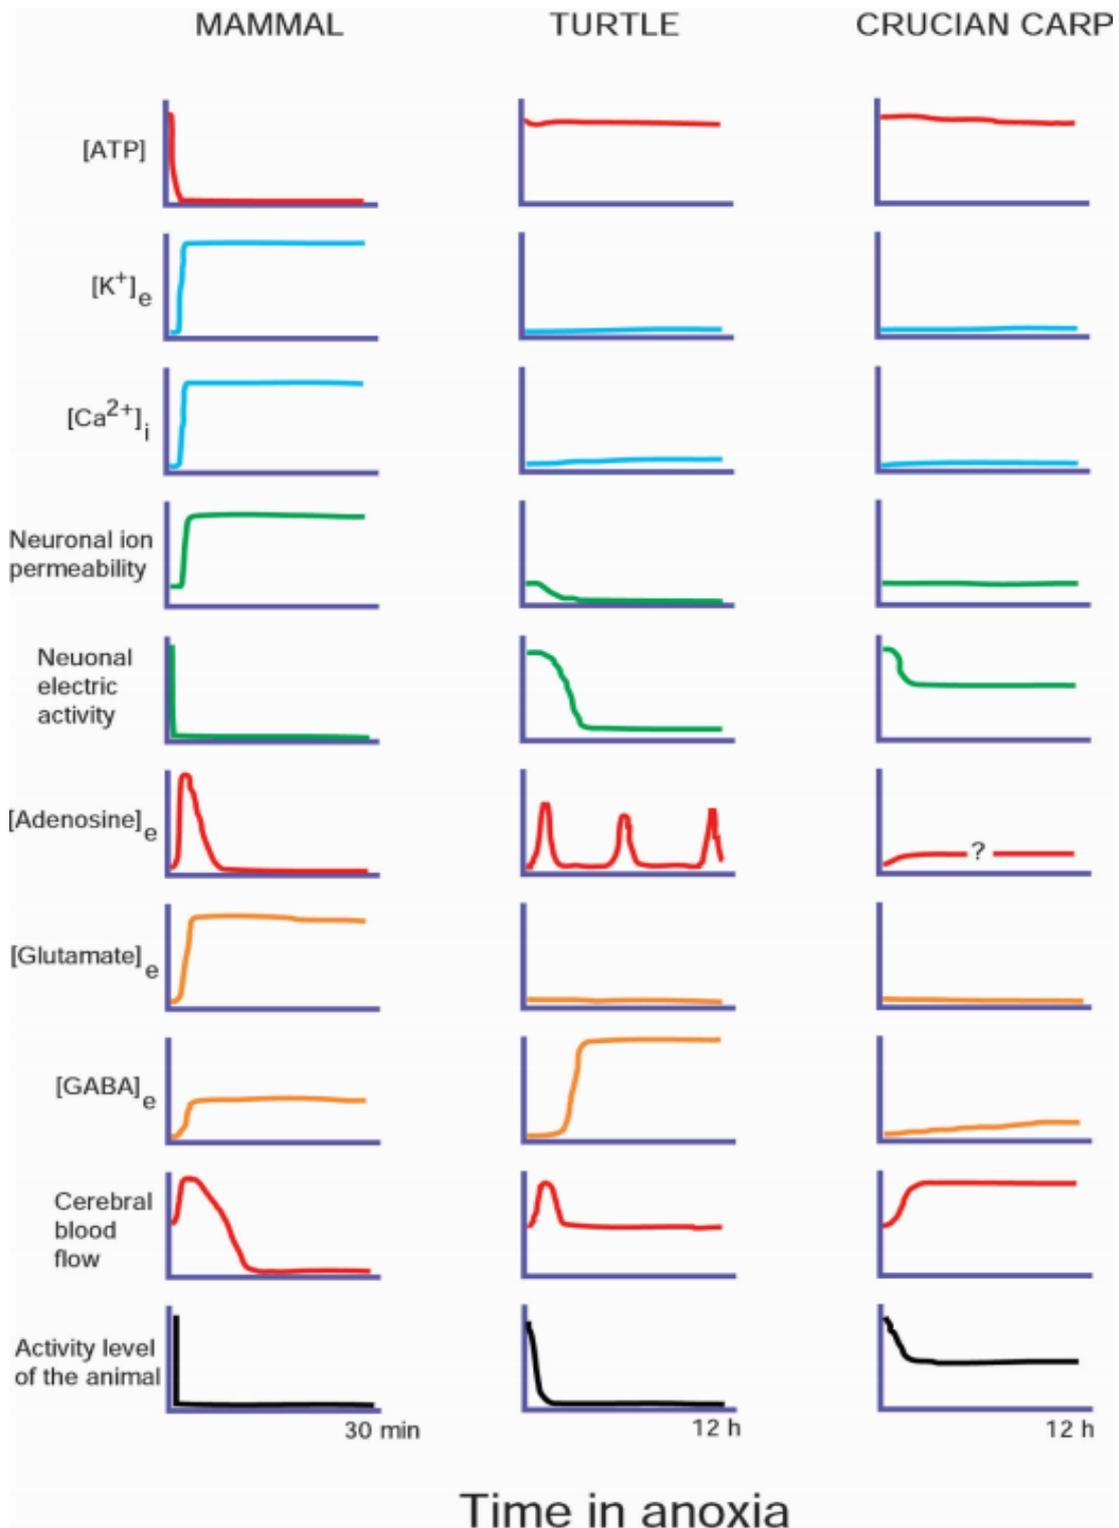 MAMMAL TURTLE CRUCIAN CARP
[ATP]
[K+]e
[Ca2+]i
Neuronal ion
permeability
Neuonal
electric
activity
[Adenosine]e
?
[Glutamate]e
[GABA]e
Cerebral
blood
flow
Activity level
of the animal
30 min 12 h 12 h
Time in anoxia